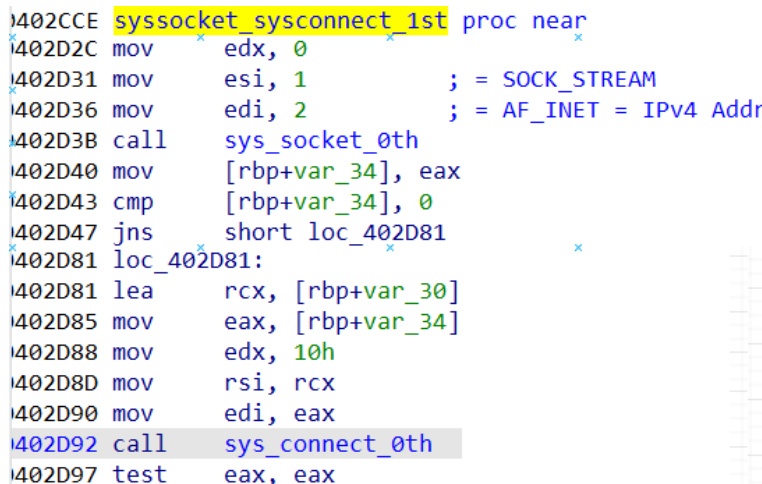 0402CCE syssocket_sysconnect_1st proc near
0402D2C mov edx, 0
0402D31 mov esi, 1 ; = SOCK_STREAM
0402D36 mov edi, 2 ; = AF_INET = IPv4 Addr
0402D3B call sys_socket_0th
0402D40 mov [rbp+var_34], eax
0402D43 cmp [rbp+var_34], 0
0402D47 jns short loc_402D81
0402D81 loc_402D81:
0402D81 lea rcx, [rbp+var_30]
0402D85 mov eax, [rbp+var_34]
0402D88 mov edx, 10h
0402D8D mov rsi, rcx
0402D90 mov edi, eax
0402D92 call sys_connect_0th
0402D97 test eax, eax